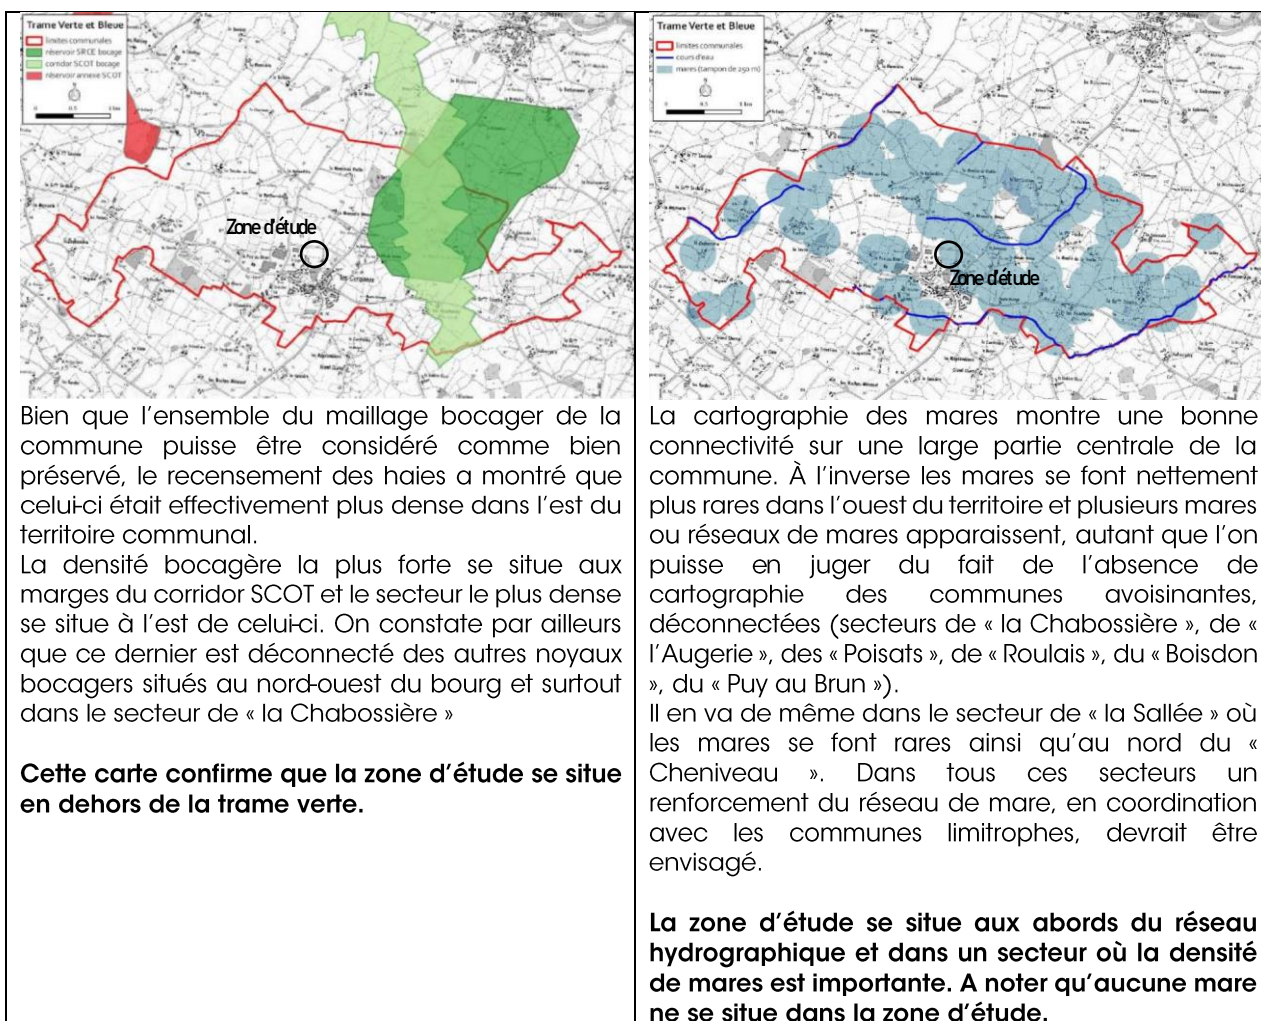 Trame Verte et Bleue
limites communales
réservoir SRCE bocage
corridor SCOT bocage
réservoir annexe SCOT
N
0 0.5 1 km
Zone d'étude
Bien que l'ensemble du maillage bocager de la
commune puisse être considéré comme bien
préservé, le recensement des haies a montré que
celui-ci était effectivement plus dense dans l'est du
territoire communal.
La densité bocagère la plus forte se situe aux
marges du corridor SCOT et le secteur le plus dense
se situe à l'est de celui-ci. On constate par ailleurs
que ce dernier est déconnecté des autres noyaux
bocagers situés au nord-ouest du bourg et surtout
dans le secteur de « la Chabossière »
Cette carte confirme que la zone d'étude se situe
en dehors de la trame verte.
Trame Verte et Bleue
limites communales
cours d'eau
mares (tampon de 250 m)
N
0 0.5 1 km
Zone d'étude
La cartographie des mares montre une bonne
connectivité sur une large partie centrale de la
commune. À l'inverse les mares se font nettement
plus rares dans l'ouest du territoire et plusieurs mares
ou réseaux de mares apparaissent, autant que l'on
puisse en juger du fait de l'absence de
cartographie des communes avoisinantes,
déconnectées (secteurs de « la Chabossière », de «
l'Augerie », des « Poisats », de « Roulais », du « Boisdon
», du « Puy au Brun »).
Il en va de même dans le secteur de « la Sallée » où
les mares se font rares ainsi qu'au nord du «
Cheniveau ». Dans tous ces secteurs un
renforcement du réseau de mare, en coordination
avec les communes limitrophes, devrait être
envisagé.
La zone d'étude se situe aux abords du réseau
hydrographique et dans un secteur où la densité
de mares est importante. A noter qu'aucune mare
ne se situe dans la zone d'étude.